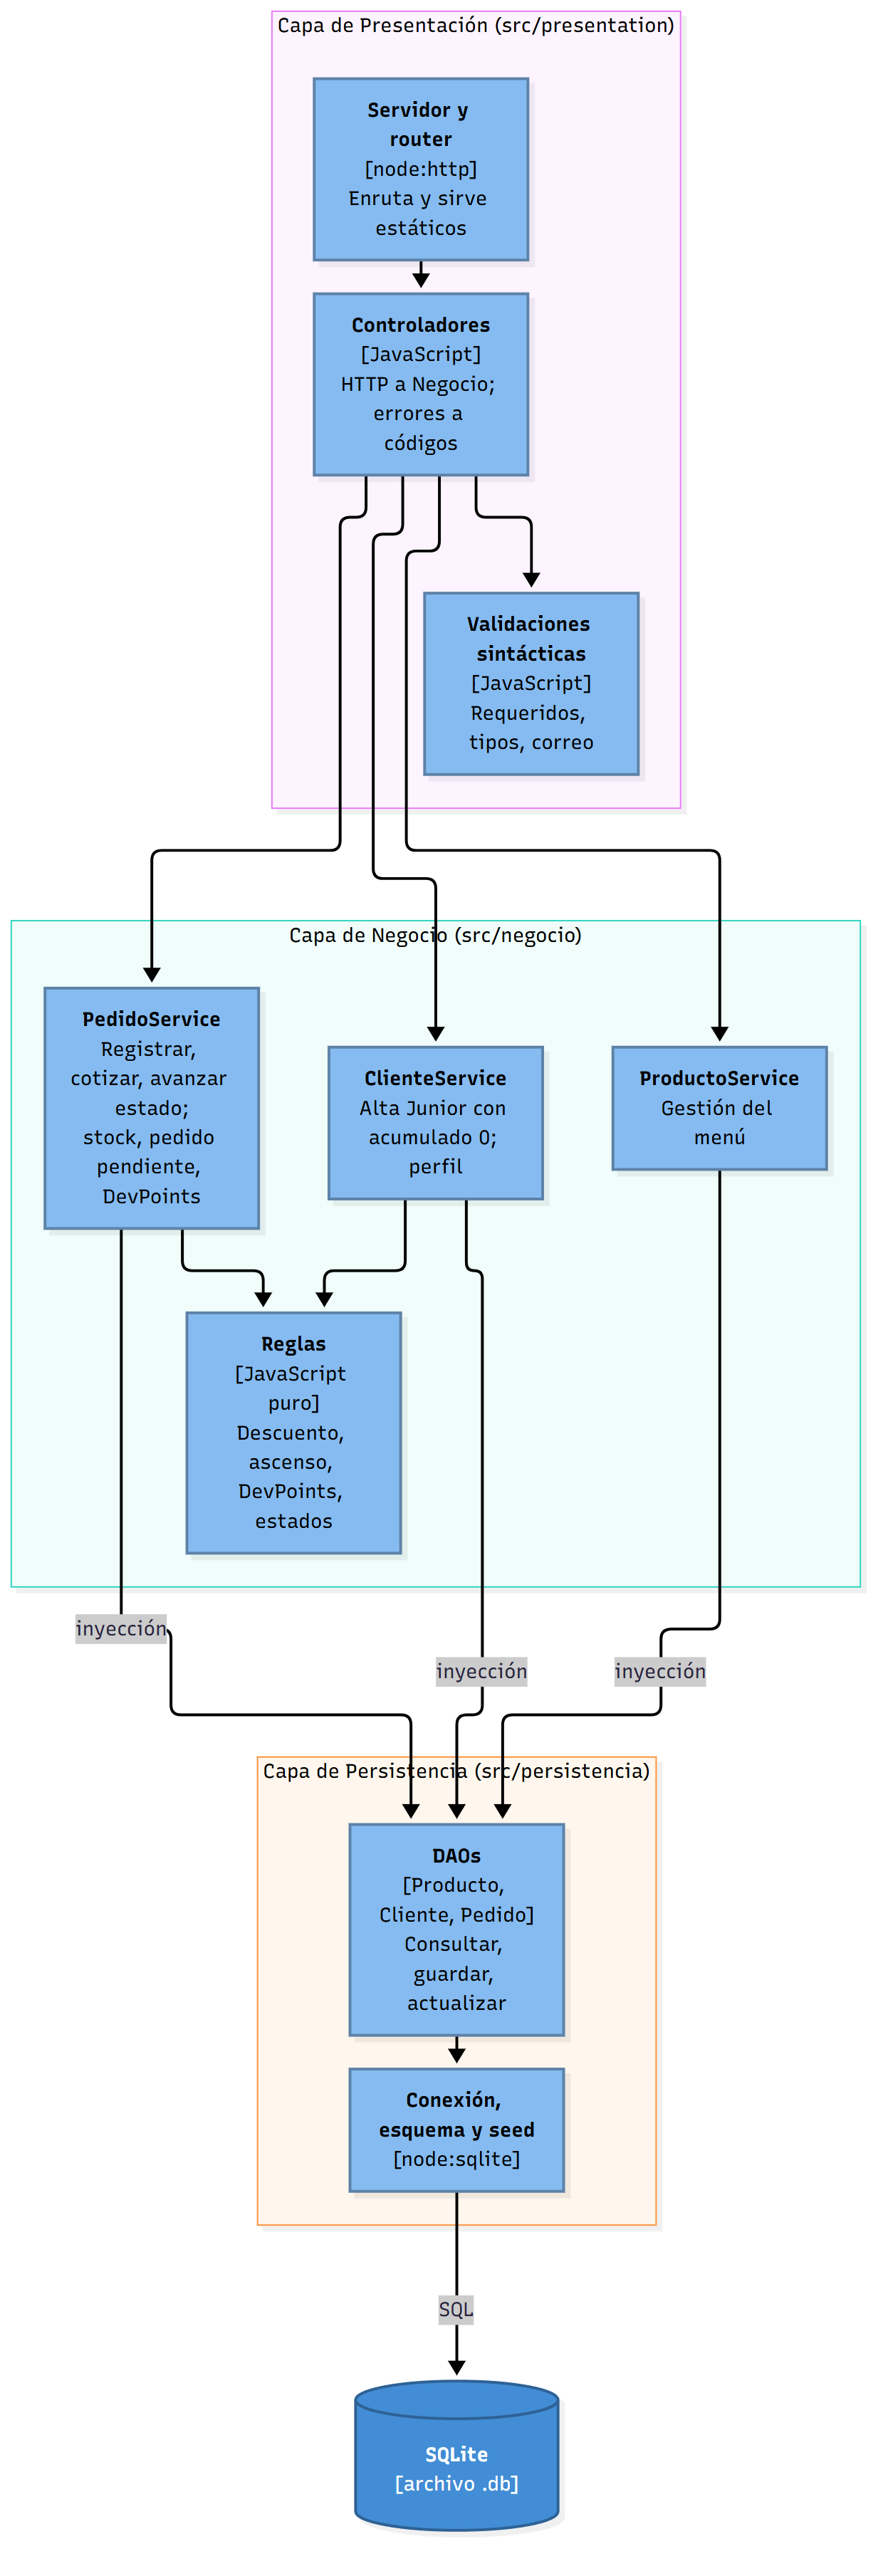 Capa de Presentación (src/presentation)
Servidor y
router
[node:http]
Enruta y sirve
estáticos
Controladores
[JavaScript]
HTTP a Negocio;
errores a
códigos
Validaciones
sintácticas
[JavaScript]
Requeridos,
tipos, correo
Capa de Negocio (src/negocio)
PedidoService
Registrar,
cotizar, avanzar
estado;
stock, pedido
pendiente,
DevPoints
ClienteService
Alta Junior con
acumulado 0;
perfil
ProductoService
Gestión del
menú
Reglas
[JavaScript
puro]
Descuento,
ascenso,
DevPoints,
estados
inyección
inyección
inyección
Capa de Persistencia (src/persistencia)
DAOs
[Producto,
Cliente, Pedido]
Consultar,
guardar,
actualizar
Conexión,
esquema y seed
[node:sqlite]
SQL
SQLite
[archivo .db]